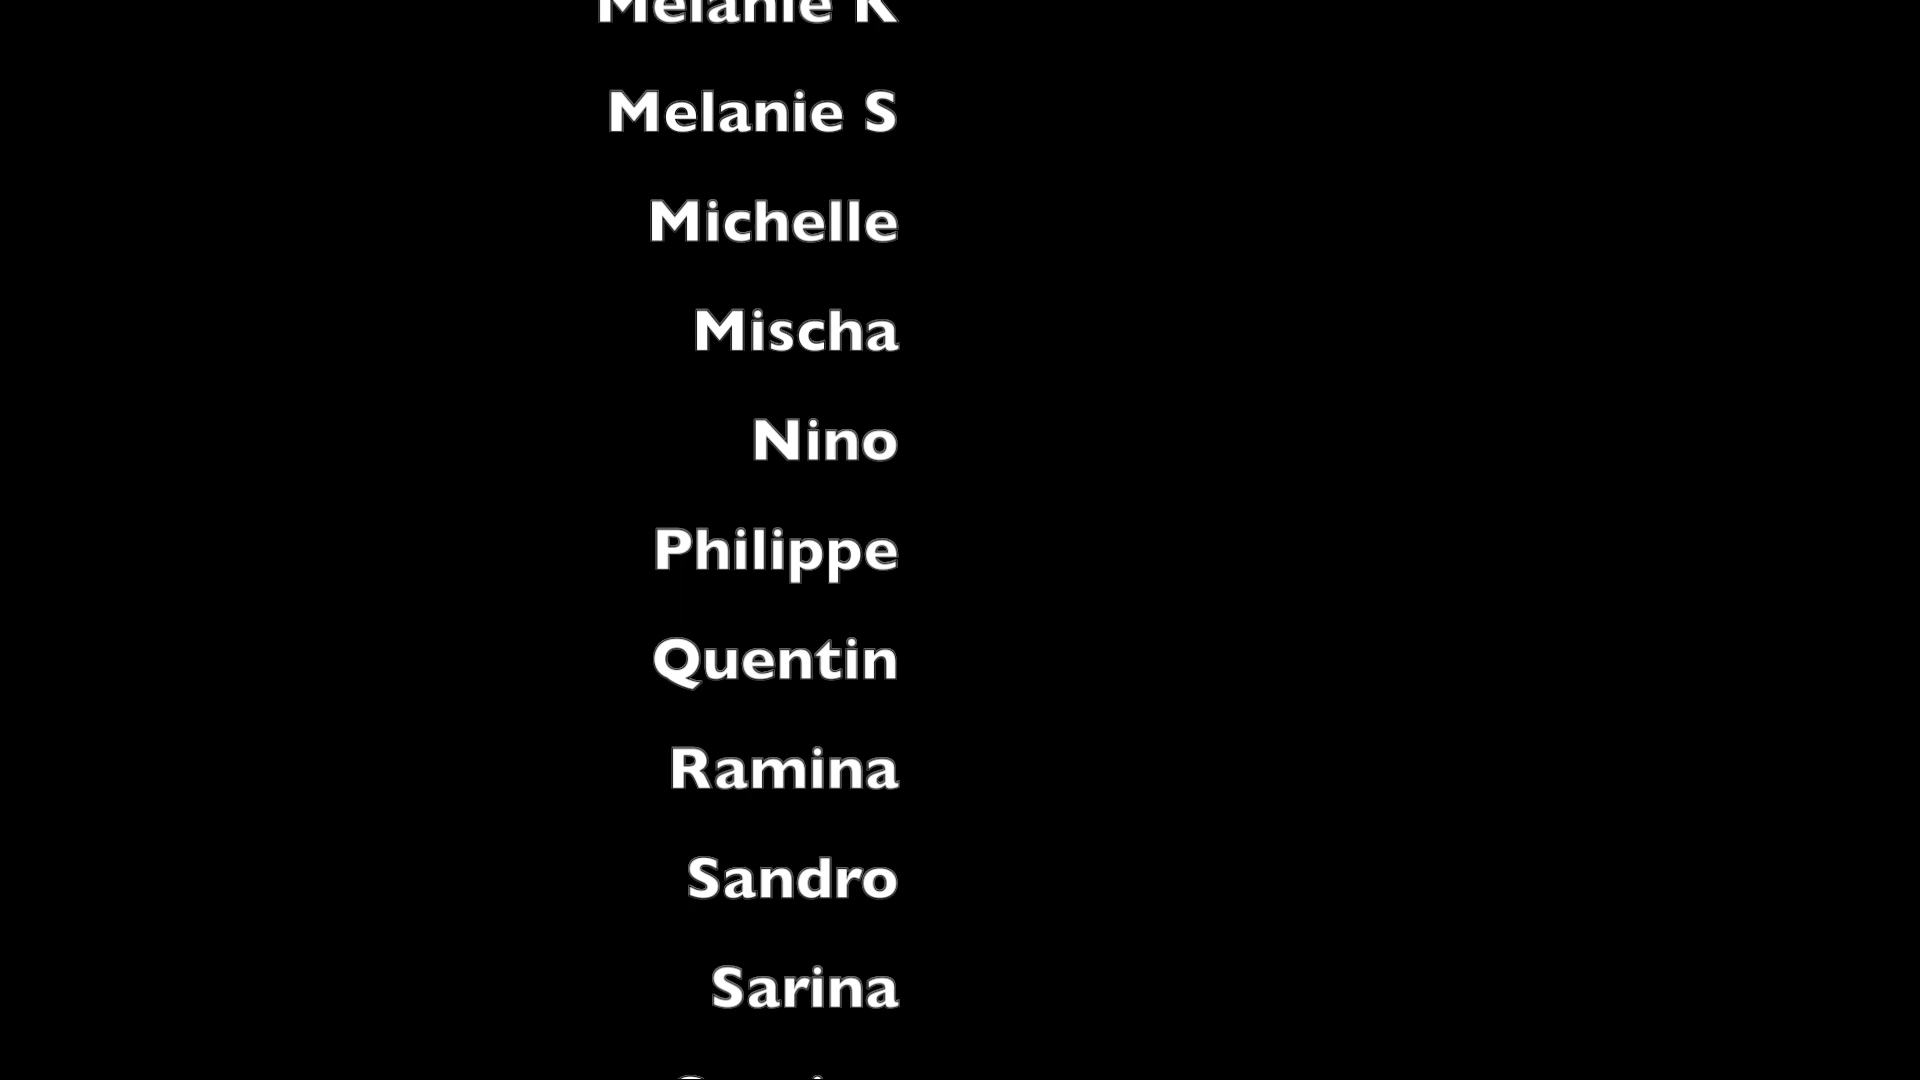 Melanie K
Melanie S
Michelle
Mischa
Nino
Philippe
Quentin
Ramina
Sandro
Sarina